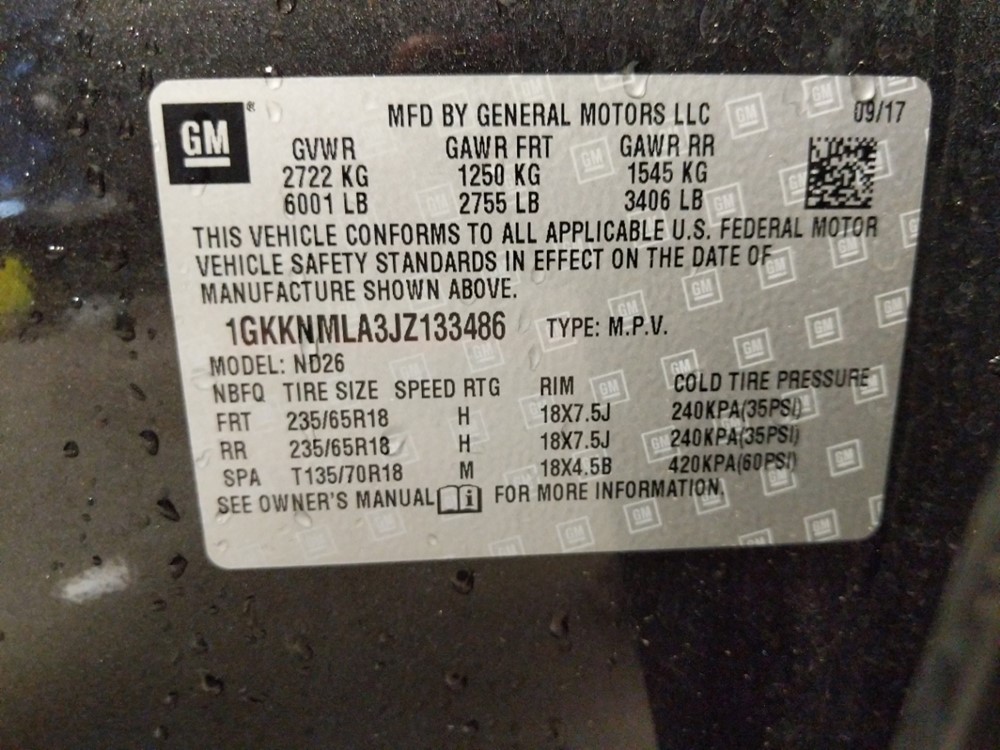 GM®
MFD BY GENERAL MOTORS LLC 09/17
GVWR GAWR FRT GAWR RR
2722 KG 1250 KG 1545 KG
6001 LB 2755 LB 3406 LB
THIS VEHICLE CONFORMS TO ALL APPLICABLE U.S. FEDERAL MOTOR
VEHICLE SAFETY STANDARDS IN EFFECT ON THE DATE OF
MANUFACTURE SHOWN ABOVE.
1GKKNMLA3JZ133486 TYPE: M.P.V.
MODEL: ND26
NBFQ TIRE SIZE SPEED RTG RIM COLD TIRE PRESSURE
FRT 235/65R18 H 18X7.5J 240KPA(35PSI)
RR 235/65R18 H 18X7.5J 240KPA(35PSI)
SPA T135/70R18 M 18X4.5B 420KPA(60PSI)
SEE OWNER'S MANUAL i FOR MORE INFORMATION.